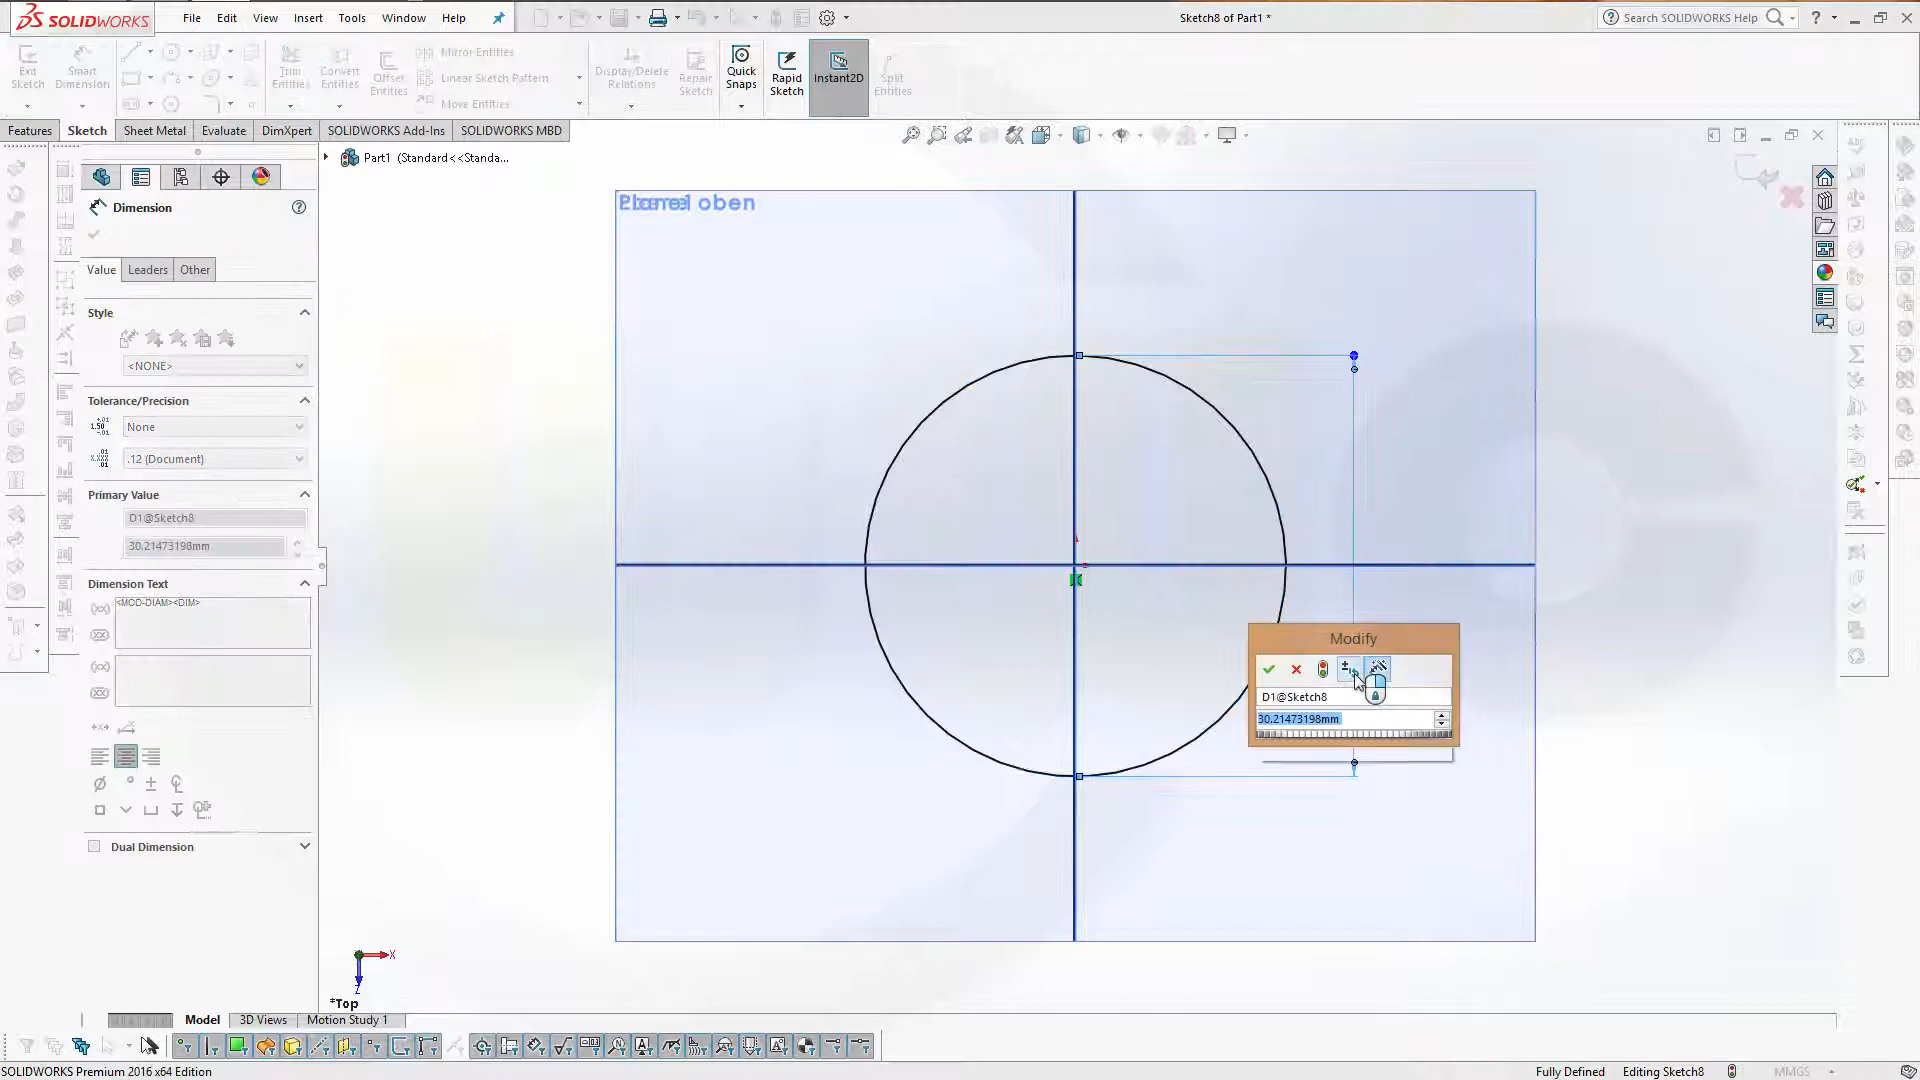 SOLIDWORKS
File Edit View Insert Tools Window Help
Sketch8 of Part1 *
Search SOLIDWORKS Help
Exit Sketch
Smart Dimension
Trim Entities
Convert Entities
Offset Entities
Mirror Entities
Linear Sketch Pattern
Move Entities
Display/Delete Relations
Repair Sketch
Quick Snaps
Rapid Sketch
Instant2D
Split Entities
Features Sketch Sheet Metal Evaluate DimXpert SOLIDWORKS Add-Ins SOLIDWORKS MBD
Part1 (Standard<<Standa...
Dimension
Value Leaders Other
Style
<NONE>
Tolerance/Precision
None
.12 (Document)
Primary Value
D1@Sketch8
30.21473198mm
Dimension Text
<MOD-DIAM><DIM>
Dual Dimension
oben
Modify
D1@Sketch8
30.21473198mm
X
Z
*Top
Model 3D Views Motion Study 1
SOLIDWORKS Premium 2016 x64 Edition
Fully Defined Editing Sketch8 MMGS